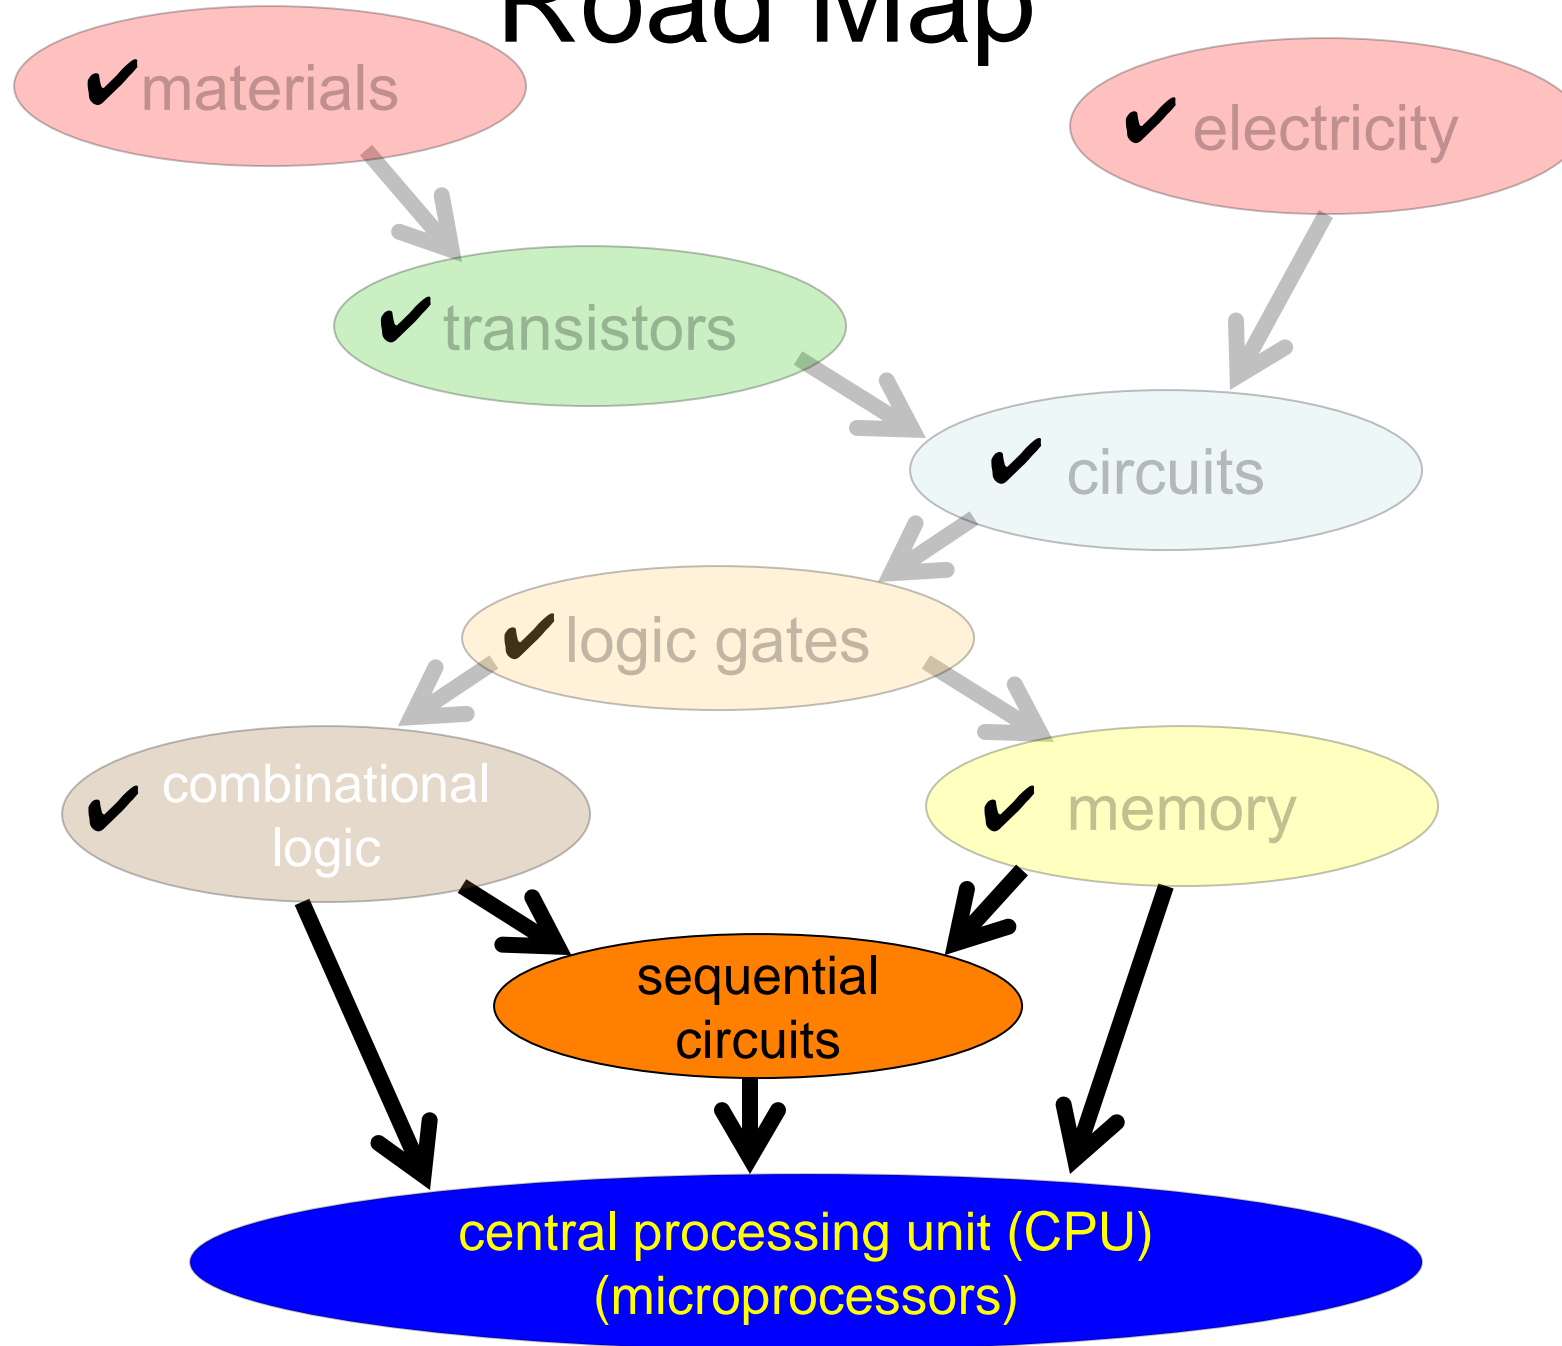 Road Map
✔materials
✔ electricity
✔ transistors
✔ circuits
✔ logic gates
✔ combinational
logic
✔ memory
sequential
circuits
central processing unit (CPU)
(microprocessors)